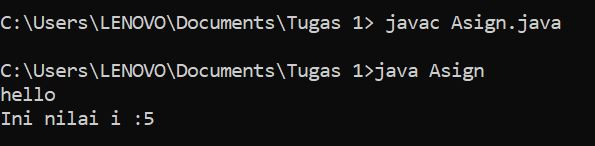 C:\Users\LENOVO\Documents\Tugas 1> javac Asign.java
C:\Users\LENOVO\Documents\Tugas 1>java Asign
hello
Ini nilai i :5